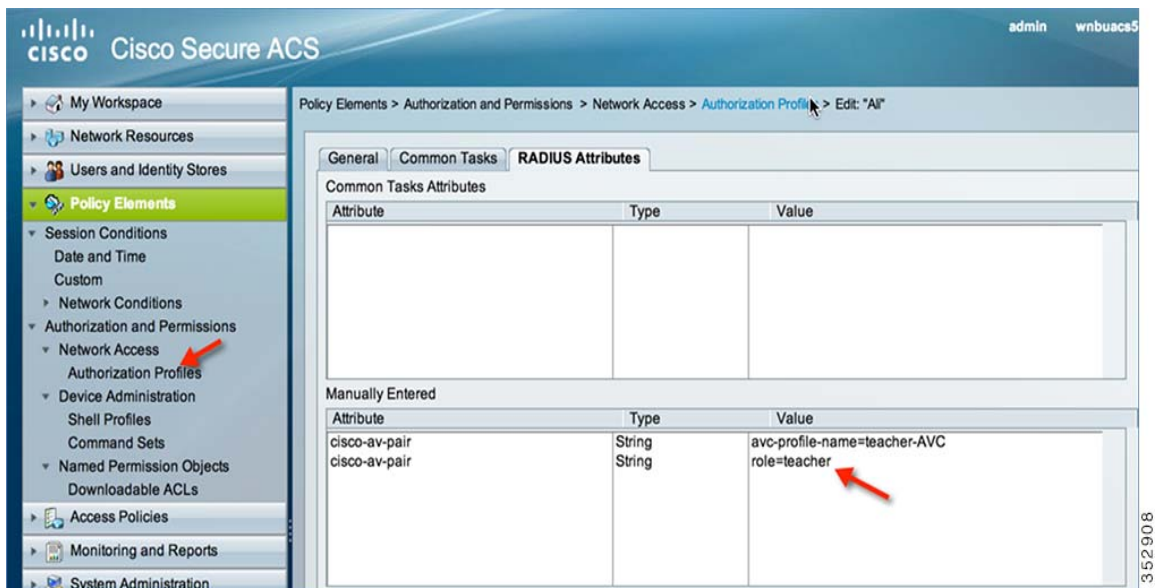 CISCO Cisco Secure ACS
admin wnbuacs5
My Workspace
Network Resources
Users and Identity Stores
Policy Elements
Session Conditions
Date and Time
Custom
Network Conditions
Authorization and Permissions
Network Access
Authorization Profiles
Device Administration
Shell Profiles
Command Sets
Named Permission Objects
Downloadable ACLs
Access Policies
Monitoring and Reports
System Administration
Policy Elements > Authorization and Permissions > Network Access > Authorization Profiles > Edit: "All"
General Common Tasks RADIUS Attributes
Common Tasks Attributes
Attribute Type Value
Manually Entered
Attribute Type Value
cisco-av-pair String avc-profile-name=teacher-AVC
cisco-av-pair String role=teacher
352908